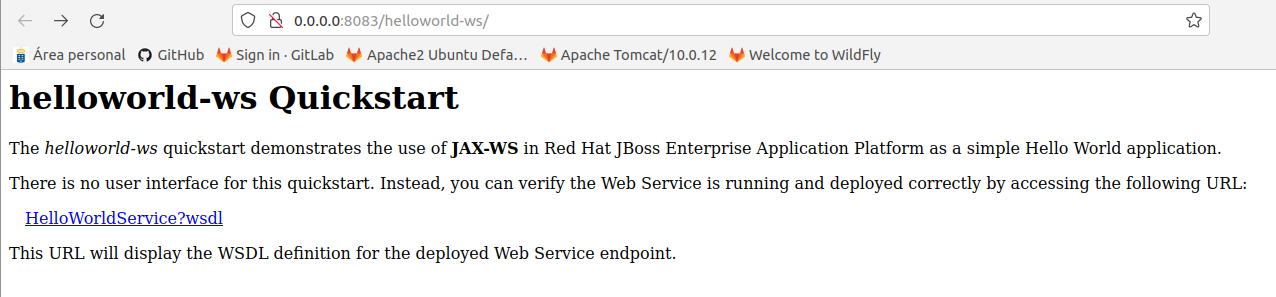 0.0.0.0:8083/helloworld-ws/
Área personal GitHub Sign in · GitLab Apache2 Ubuntu Defa… Apache Tomcat/10.0.12 Welcome to WildFly
helloworld-ws Quickstart
The helloworld-ws quickstart demonstrates the use of JAX-WS in Red Hat JBoss Enterprise Application Platform as a simple Hello World application.
There is no user interface for this quickstart. Instead, you can verify the Web Service is running and deployed correctly by accessing the following URL:
HelloWorldService?wsdl
This URL will display the WSDL definition for the deployed Web Service endpoint.